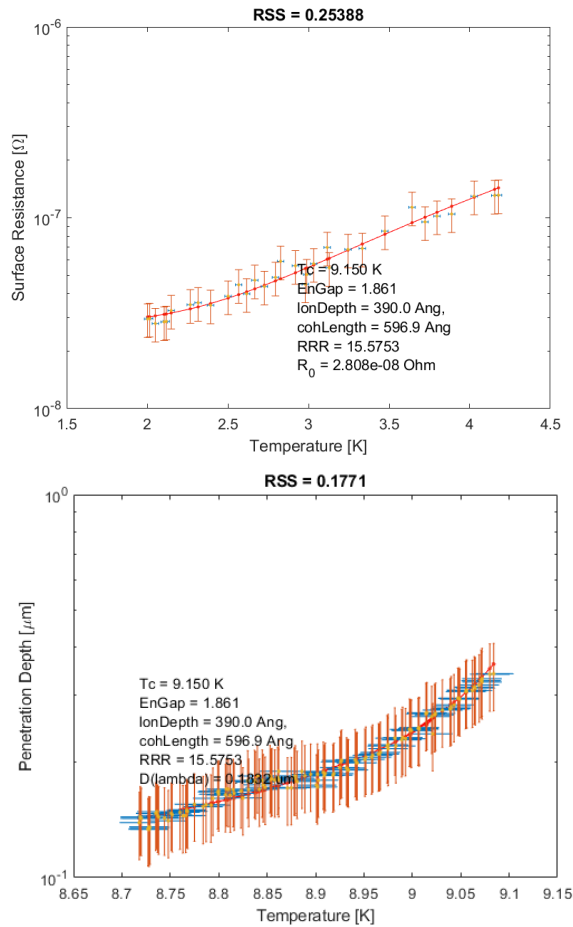 RSS = 0.25388
10^-6
10^-7
10^-8
Surface Resistance [Ω]
Tc = 9.150 K
EnGap = 1.861
lonDepth = 390.0 Ang,
cohLength = 596.9 Ang
RRR = 15.5753
R_0 = 2.808e-08 Ohm
1.5 2 2.5 3 3.5 4 4.5
Temperature [K]
RSS = 0.1771
10^0
10^-1
Penetration Depth [μm]
Tc = 9.150 K
EnGap = 1.861
lonDepth = 390.0 Ang,
cohLength = 596.9 Ang
RRR = 15.5753
D(lambda) = 0.1832 um
8.65 8.7 8.75 8.8 8.85 8.9 8.95 9 9.05 9.1 9.15
Temperature [K]